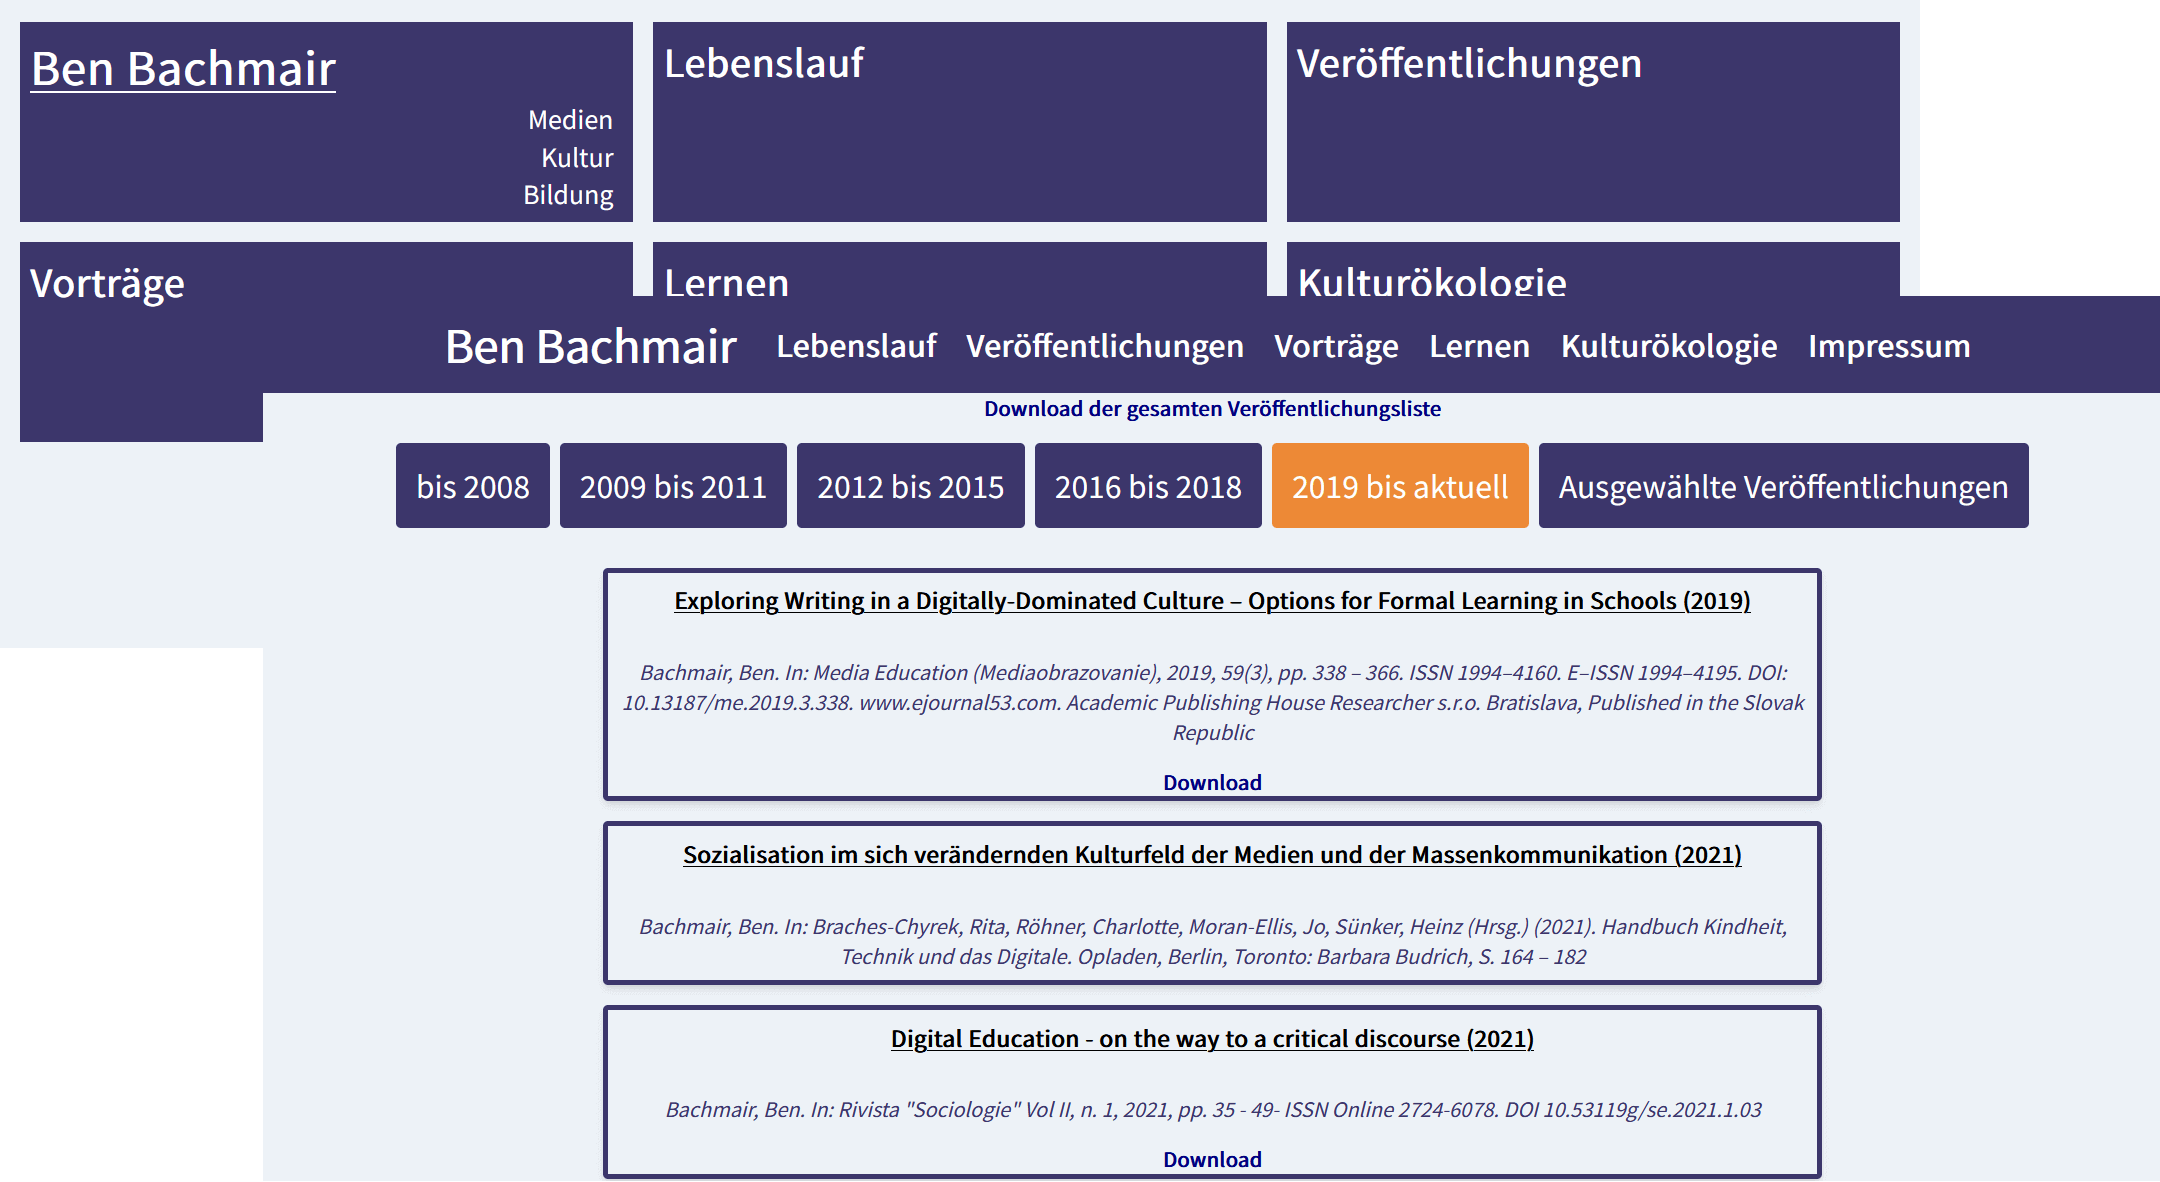 Ben Bachmair
Medien
Kultur
Bildung
Lebenslauf
Veröffentlichungen
Vorträge
Lernen
Kulturökologie
Ben Bachmair Lebenslauf Veröffentlichungen Vorträge Lernen Kulturökologie Impressum
Download der gesamten Veröffentlichungsliste
bis 2008 2009 bis 2011 2012 bis 2015 2016 bis 2018 2019 bis aktuell Ausgewählte Veröffentlichungen
Exploring Writing in a Digitally-Dominated Culture – Options for Formal Learning in Schools (2019)
Bachmair, Ben. In: Media Education (Mediaobrazovanie), 2019, 59(3), pp. 338 – 366. ISSN 1994–4160. E–ISSN 1994–4195. DOI:
10.13187/me.2019.3.338. www.ejournal53.com. Academic Publishing House Researcher s.r.o. Bratislava, Published in the Slovak
Republic
Download
Sozialisation im sich verändernden Kulturfeld der Medien und der Massenkommunikation (2021)
Bachmair, Ben. In: Braches-Chyrek, Rita, Röhner, Charlotte, Moran-Ellis, Jo, Sünker, Heinz (Hrsg.) (2021). Handbuch Kindheit,
Technik und das Digitale. Opladen, Berlin, Toronto: Barbara Budrich, S. 164 – 182
Digital Education - on the way to a critical discourse (2021)
Bachmair, Ben. In: Rivista "Sociologie" Vol II, n. 1, 2021, pp. 35 - 49- ISSN Online 2724-6078. DOI 10.53119g/se.2021.1.03
Download